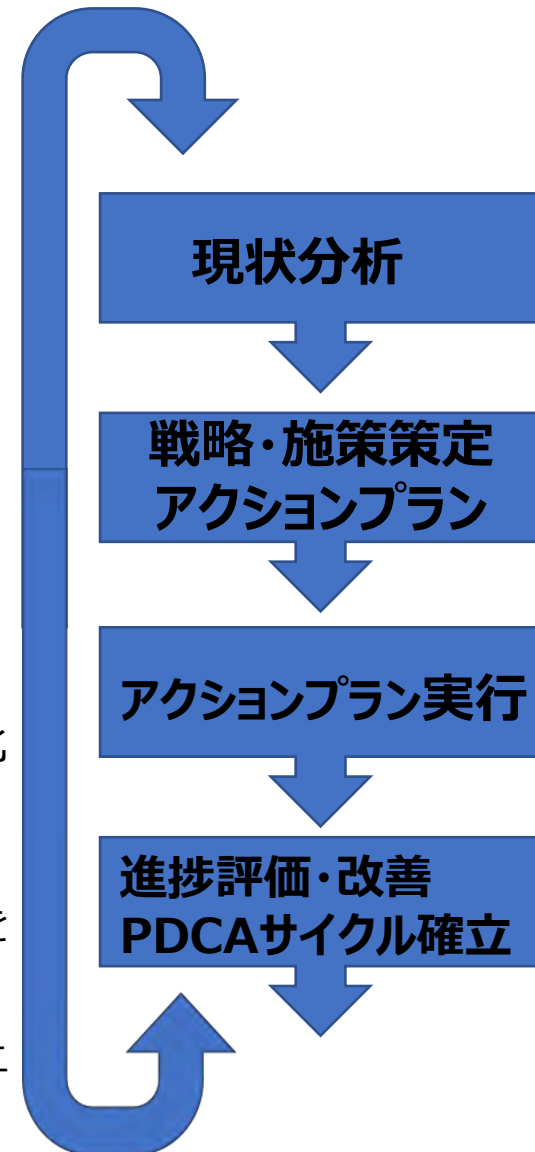 現状分析
戦略・施策策定
アクションプラン
アクションプラン実行
進捗評価・改善
PDCAサイクル確立